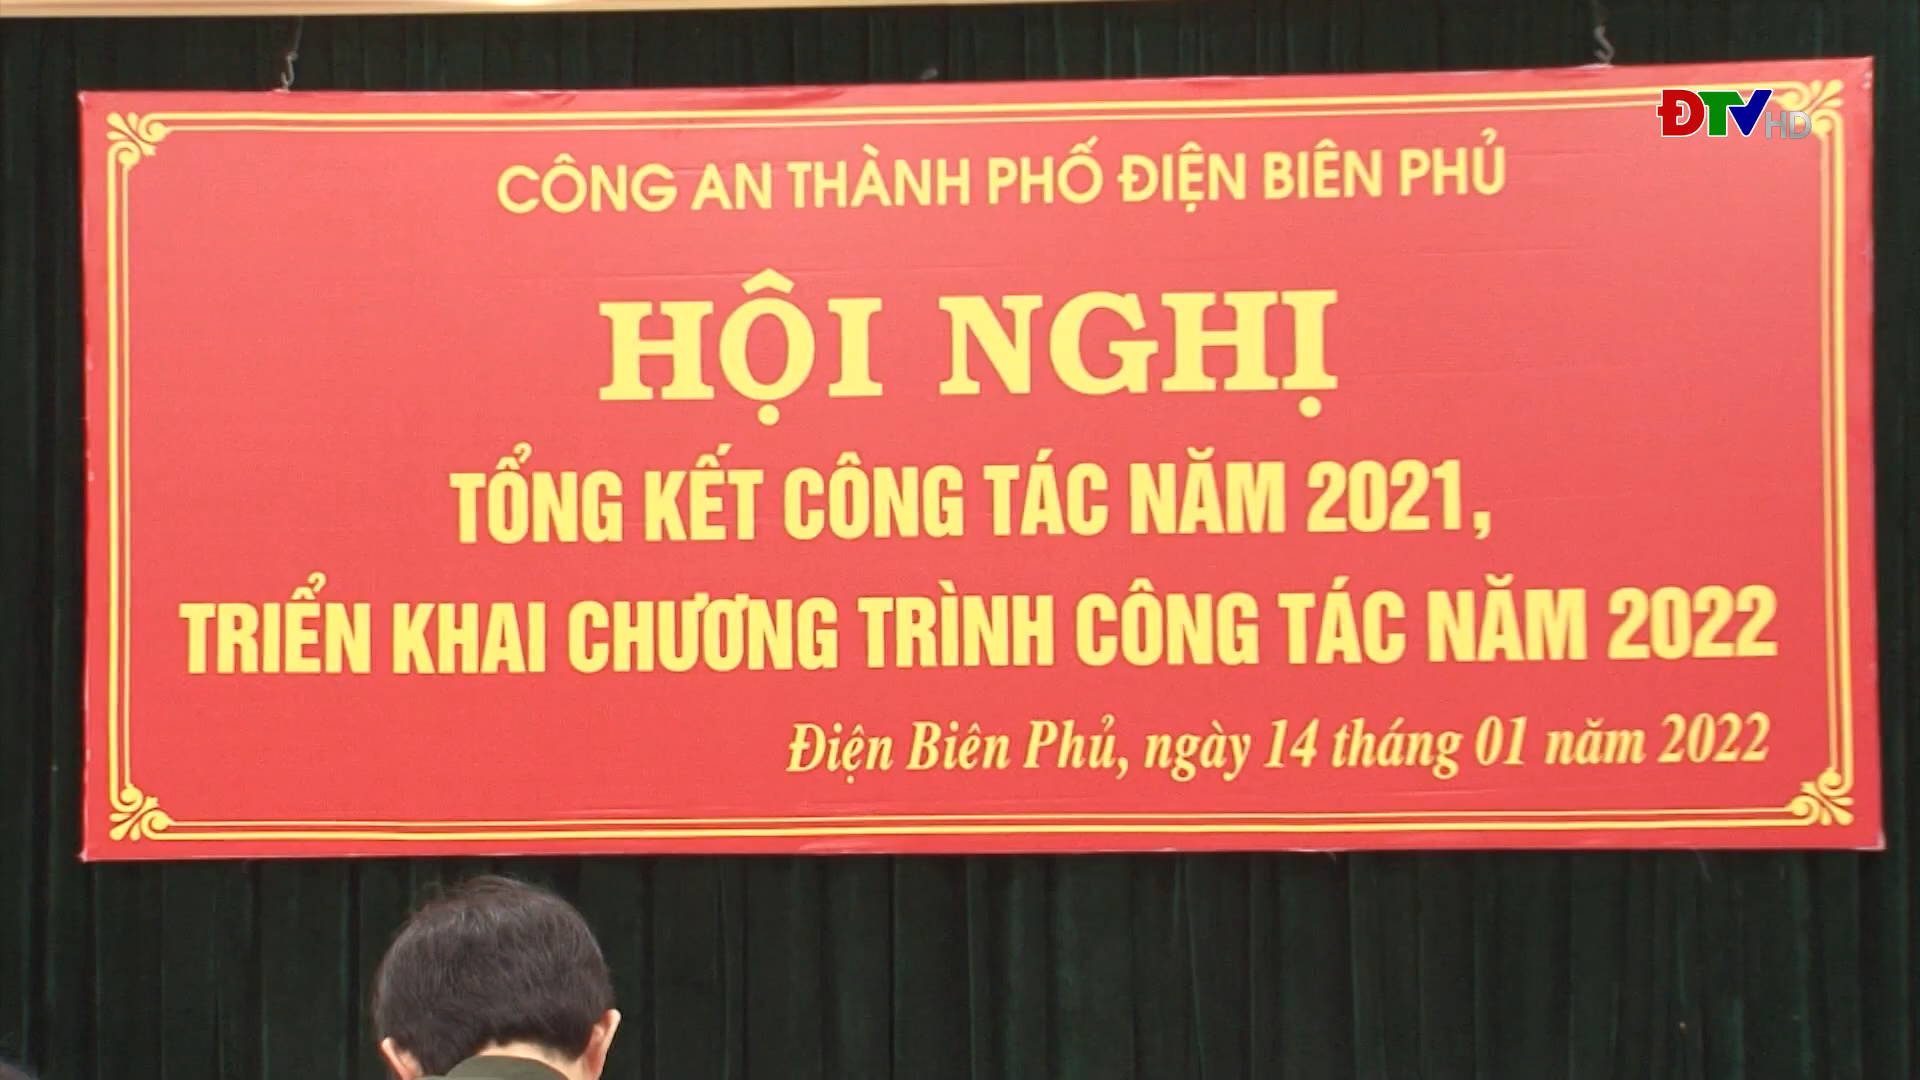 ĐTV HD
CÔNG AN THÀNH PHỐ ĐIỆN BIÊN PHỦ
HỘI NGHỊ
TỔNG KẾT CÔNG TÁC NĂM 2021,
TRIỂN KHAI CHƯƠNG TRÌNH CÔNG TÁC NĂM 2022
Điện Biên Phủ, ngày 14 tháng 01 năm 2022